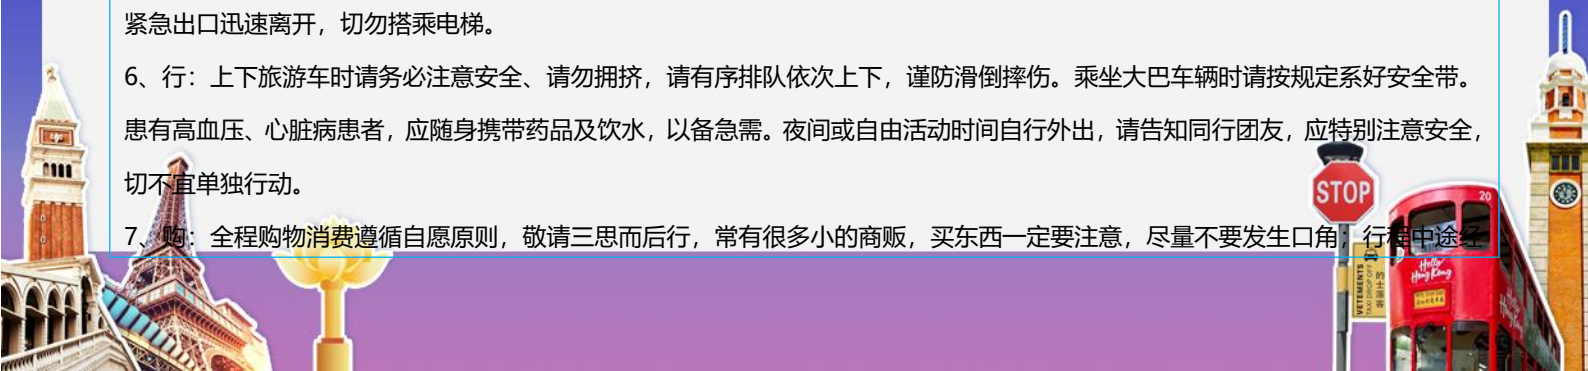 紧急出口迅速离开，切勿搭乘电梯。
6、行：上下旅游车时请务必注意安全、请勿拥挤，请有序排队依次上下，谨防滑倒摔伤。乘坐大巴车辆时请按规定系好安全带。
患有高血压、心脏病患者，应随身携带药品及饮水，以备急需。夜间或自由活动时间自行外出，请告知同行团友，应特别注意安全，
切不宜单独行动。
7、购：全程购物消费遵循自愿原则，敬请三思而后行，常有很多小的商贩，买东西一定要注意，尽量不要发生口角；行程中途经
STOP
20
Hello
Hong Kong
VETEMENTS
TAXI DROP OFF
的士落客